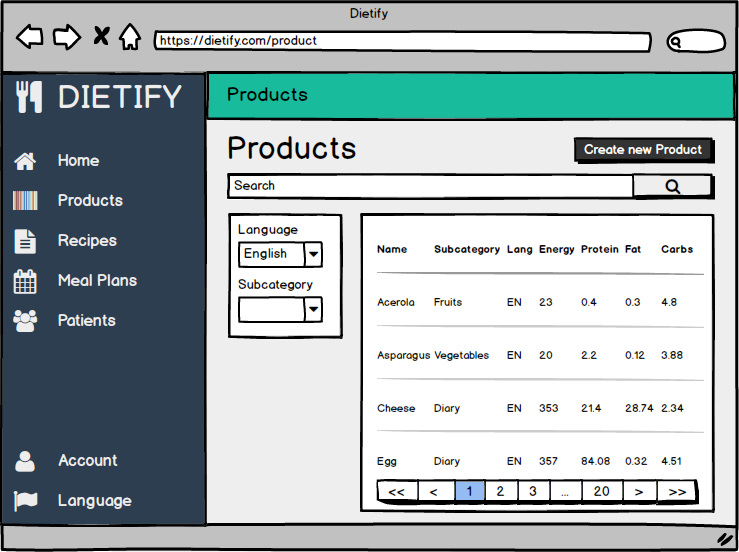 Dietify
https://dietify.com/product
DIETIFY
Home
Products
Recipes
Meal Plans
Patients
Account
Language
Products
Products
Create new Product
Search
Language
English
Subcategory
Name Subcategory Lang Energy Protein Fat Carbs
Acerola Fruits EN 23 0.4 0.3 4.8
Asparagus Vegetables EN 20 2.2 0.12 3.88
Cheese Diary EN 353 21.4 28.74 2.34
Egg Diary EN 357 84.08 0.32 4.51
<< < 1 2 3 ... 20 > >>